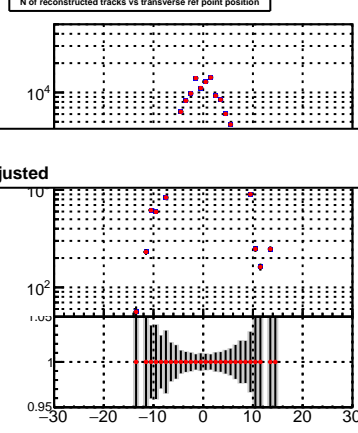 N of reconstructed tracks vs transverse ref point position
10⁴
justed
10
10²
1.05
1
0.95
−30 −20 −10 0 10 20 30